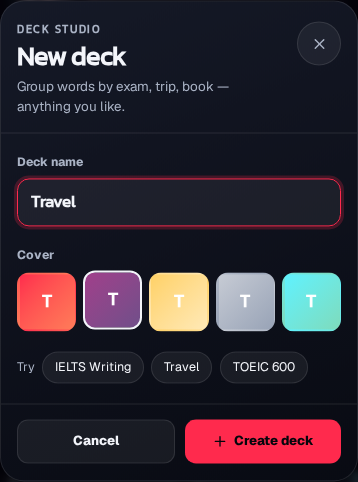 DECK STUDIO
New deck
Group words by exam, trip, book —
anything you like.
Deck name
Travel
Cover
T T T T T
Try IELTS Writing Travel TOEIC 600
Cancel + Create deck